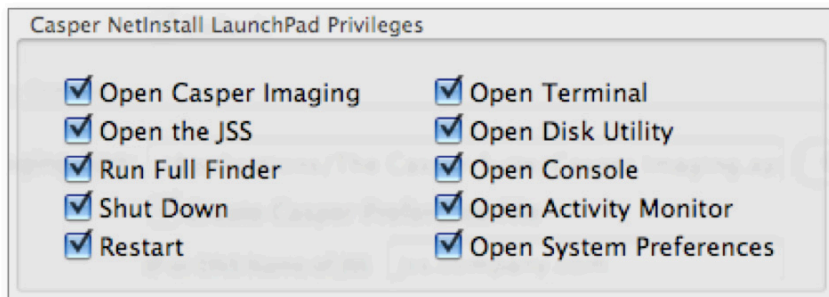 Casper NetInstall LaunchPad Privileges
Open Casper Imaging
Open the JSS
Run Full Finder
Shut Down
Restart
Open Terminal
Open Disk Utility
Open Console
Open Activity Monitor
Open System Preferences